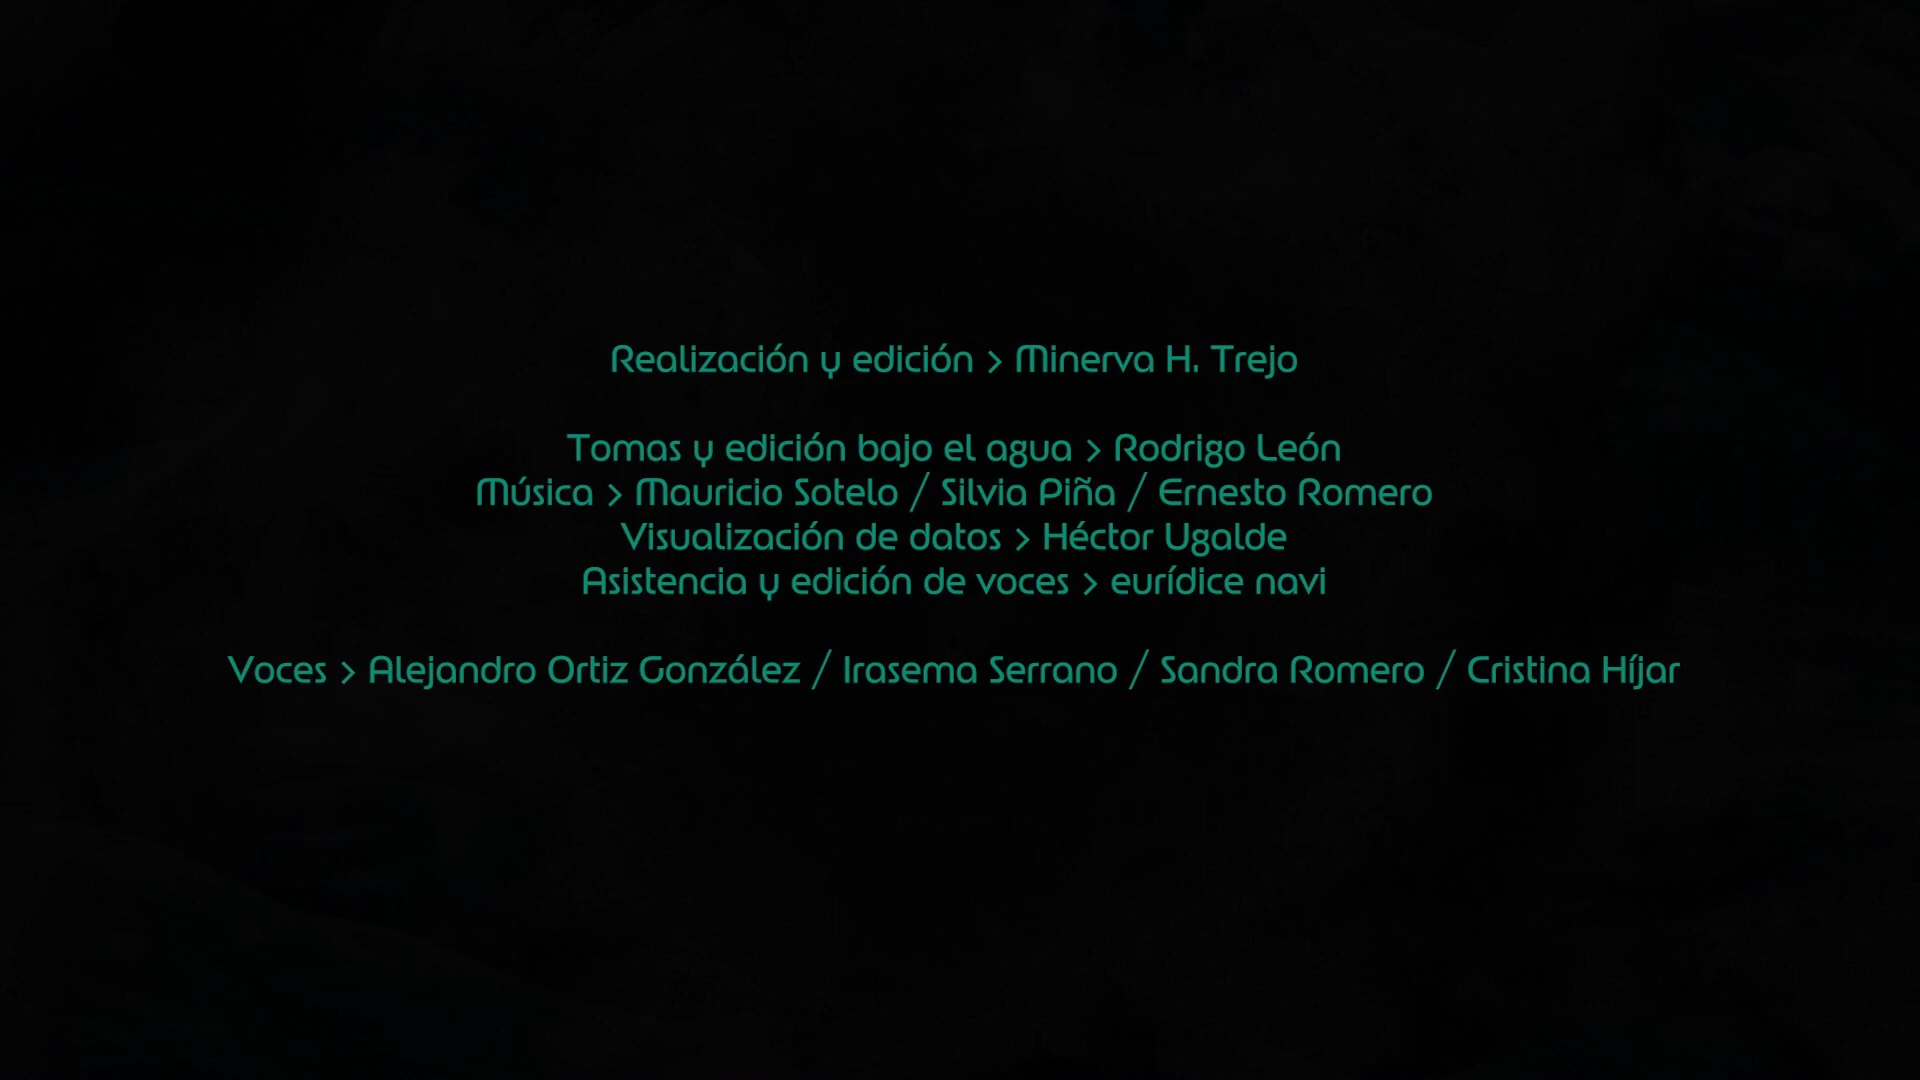 Realización y edición > Minerva H. Trejo
Tomas y edición bajo el agua > Rodrigo León
Música > Mauricio Sotelo / Silvia Piña / Ernesto Romero
Visualización de datos > Héctor Ugalde
Asistencia y edición de voces > eurídice navi
Voces > Alejandro Ortiz González / Irasema Serrano / Sandra Romero / Cristina Híjar